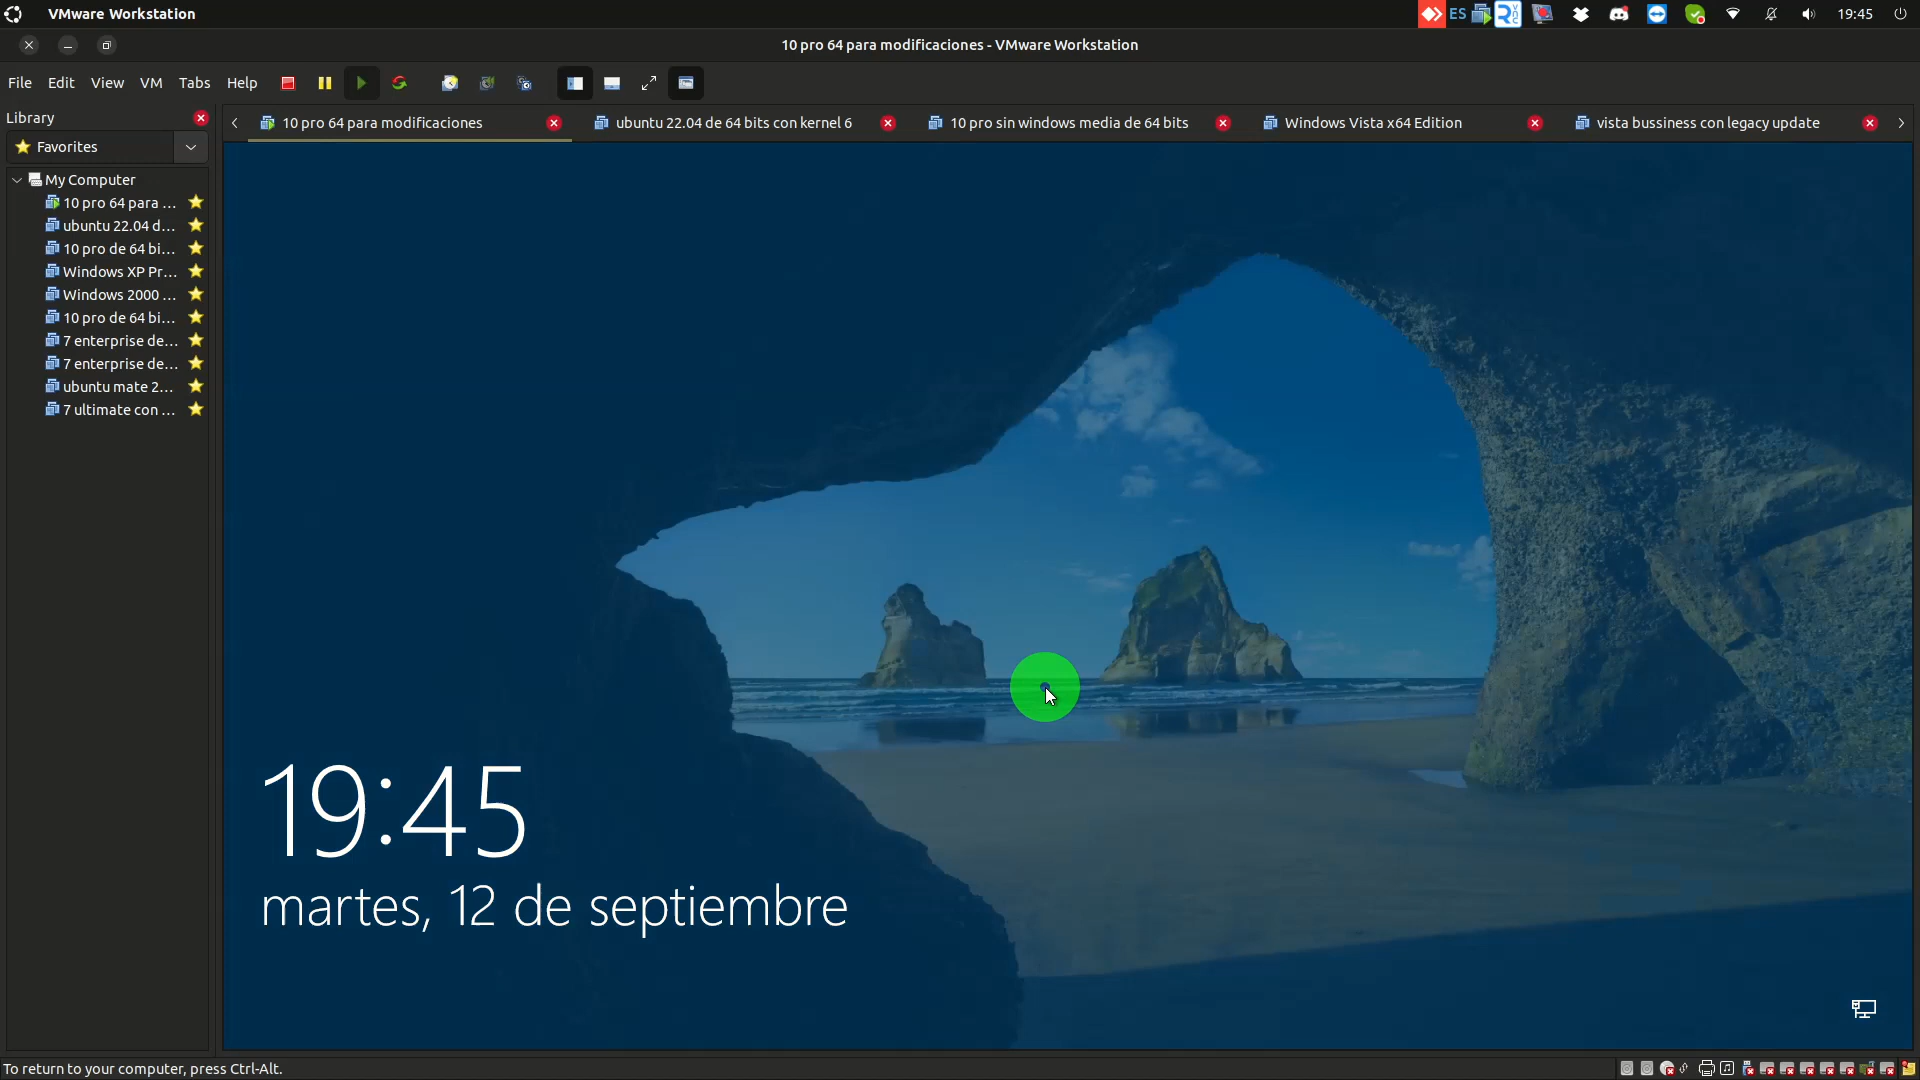 VMware Workstation
ES
19:45
10 pro 64 para modificaciones - VMware Workstation
File Edit View VM Tabs Help
Library
Favorites
10 pro 64 para modificaciones
ubuntu 22.04 de 64 bits con kernel 6
10 pro sin windows media de 64 bits
Windows Vista x64 Edition
vista bussiness con legacy update
My Computer
10 pro 64 para ...
ubuntu 22.04 d...
10 pro de 64 bi...
Windows XP Pr...
Windows 2000 ...
10 pro de 64 bi...
7 enterprise de...
7 enterprise de...
ubuntu mate 2...
7 ultimate con ...
19:45
martes, 12 de septiembre
To return to your computer, press Ctrl-Alt.